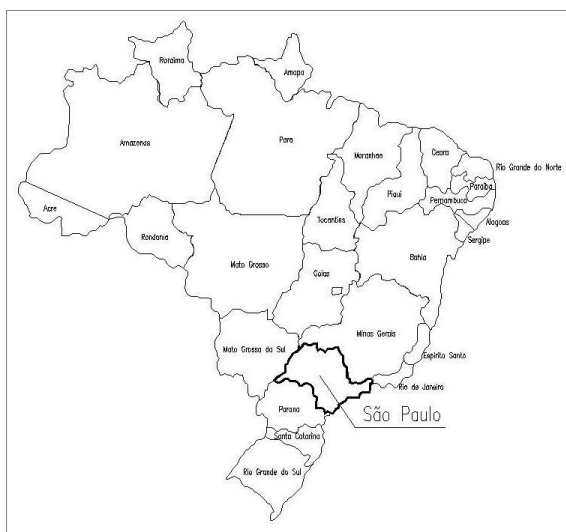 Roraima
Amapa
Amazonas
Para
Maranhao
Ceara
Rio Grande do Norte
Paraiba
Piaui
Pernambuco
Acre
Alagoas
Rondania
Tocantins
Sergipe
Bahia
Mato Grosso
Goias
Minas Gerais
Mato Grossa do Sul
Espirito Santo
Rio de Janeiro
São Paulo
Parana
Santa Catarina
Rio Grande do Sul